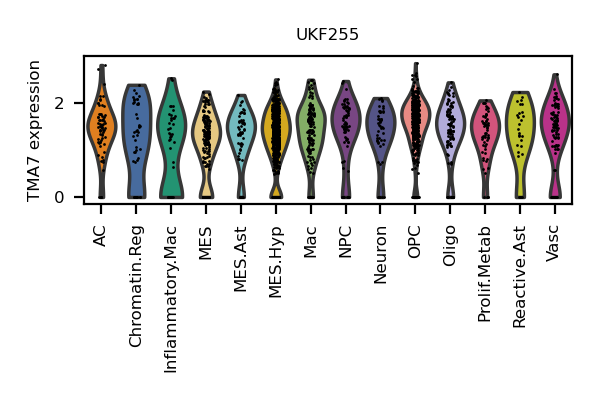 UKF255
TMA7 expression
2
0
AC
Chromatin.Reg
Inflammatory.Mac
MES
MES.Ast
MES.Hyp
Mac
NPC
Neuron
OPC
Oligo
Prolif.Metab
Reactive.Ast
Vasc